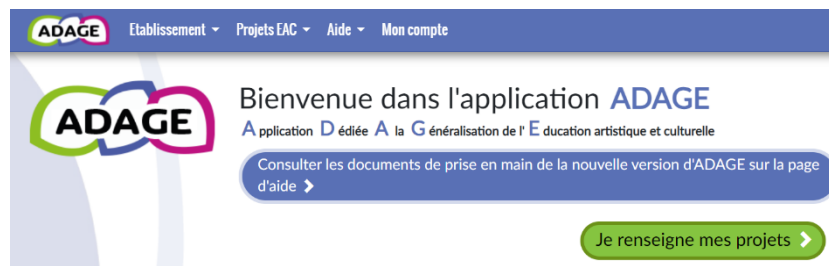 ADAGE Etablissement Projets EAC Aide Mon compte
ADAGE
Bienvenue dans l'application ADAGE
Application Dédiée A la Généralisation de l' Education artistique et culturelle
Consulter les documents de prise en main de la nouvelle version d'ADAGE sur la page
d'aide
Je renseigne mes projets